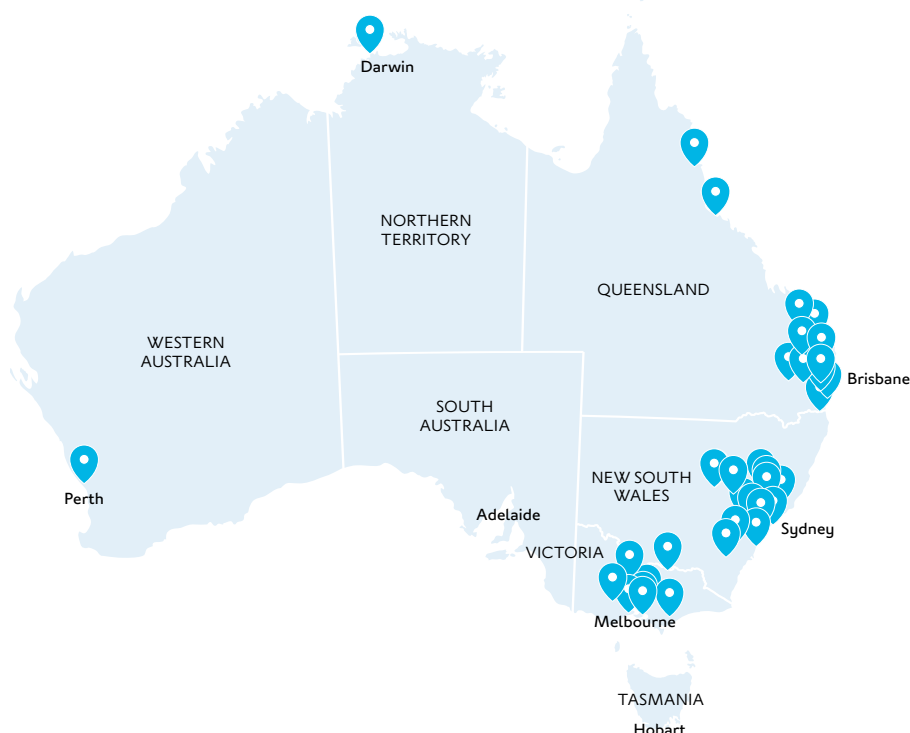 Darwin
NORTHERN
TERRITORY
QUEENSLAND
WESTERN
AUSTRALIA
Brisbane
SOUTH
AUSTRALIA
NEW SOUTH
WALES
Perth
Adelaide
Sydney
VICTORIA
Melbourne
TASMANIA
Hobart